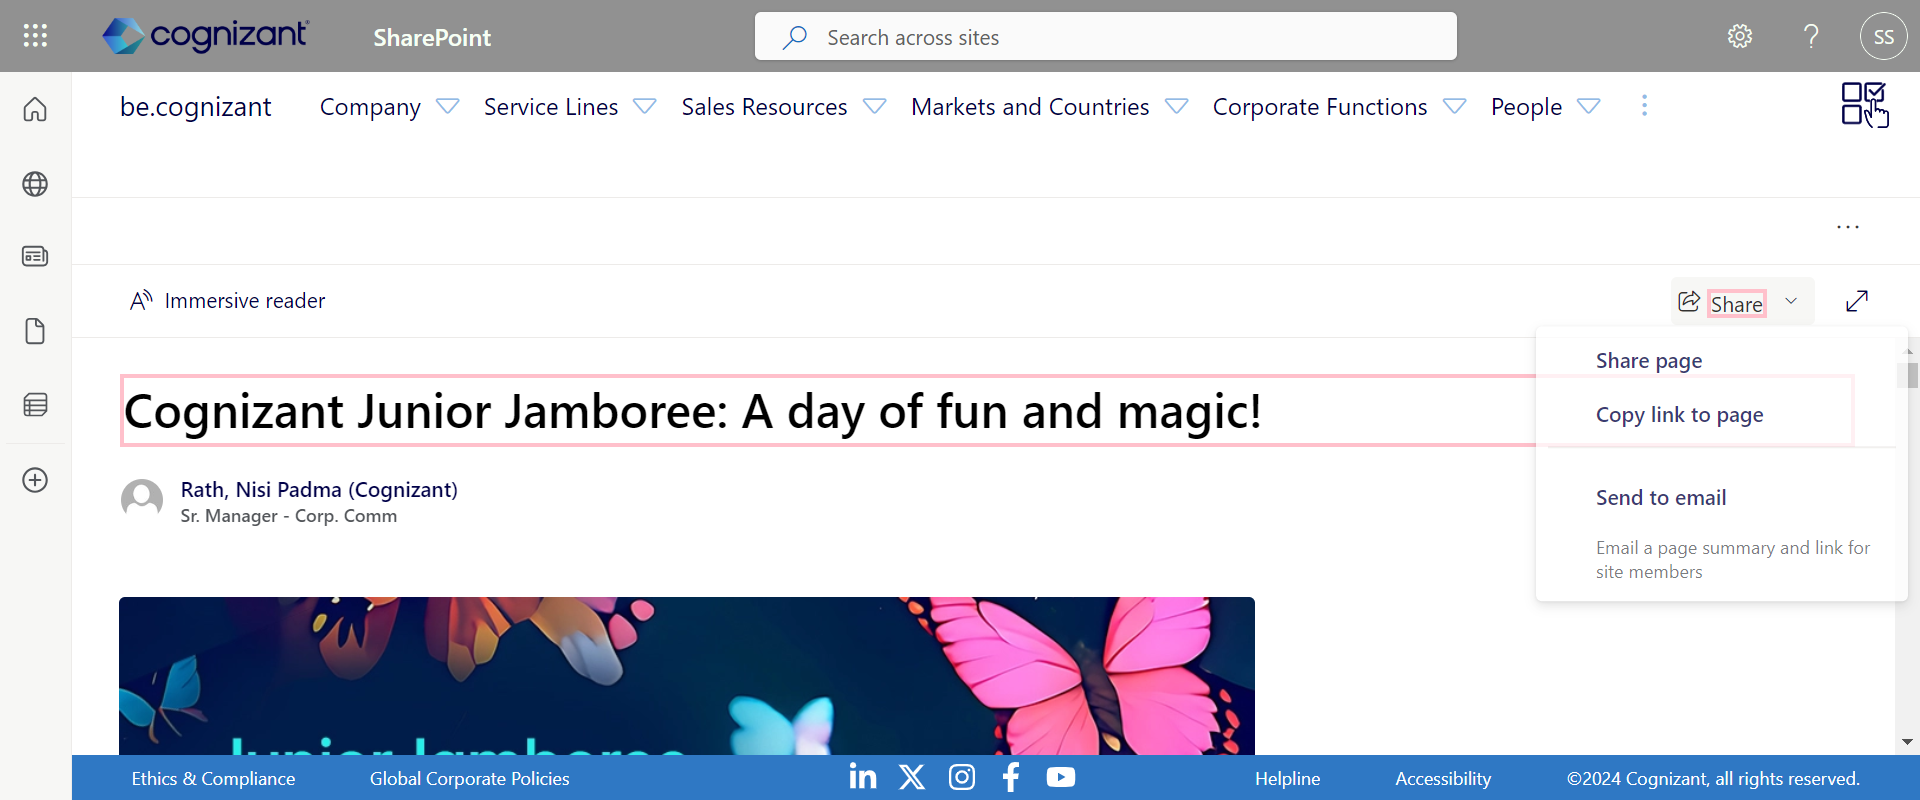 cognizant
SharePoint
Search across sites
SS
be.cognizant
Company
Service Lines
Sales Resources
Markets and Countries
Corporate Functions
People
Immersive reader
Share
Share page
Copy link to page
Send to email
Email a page summary and link for
site members
Cognizant Junior Jamboree: A day of fun and magic!
Rath, Nisi Padma (Cognizant)
Sr. Manager - Corp. Comm
Junior Jamboree
Ethics & Compliance
Global Corporate Policies
Helpline
Accessibility
©2024 Cognizant, all rights reserved.